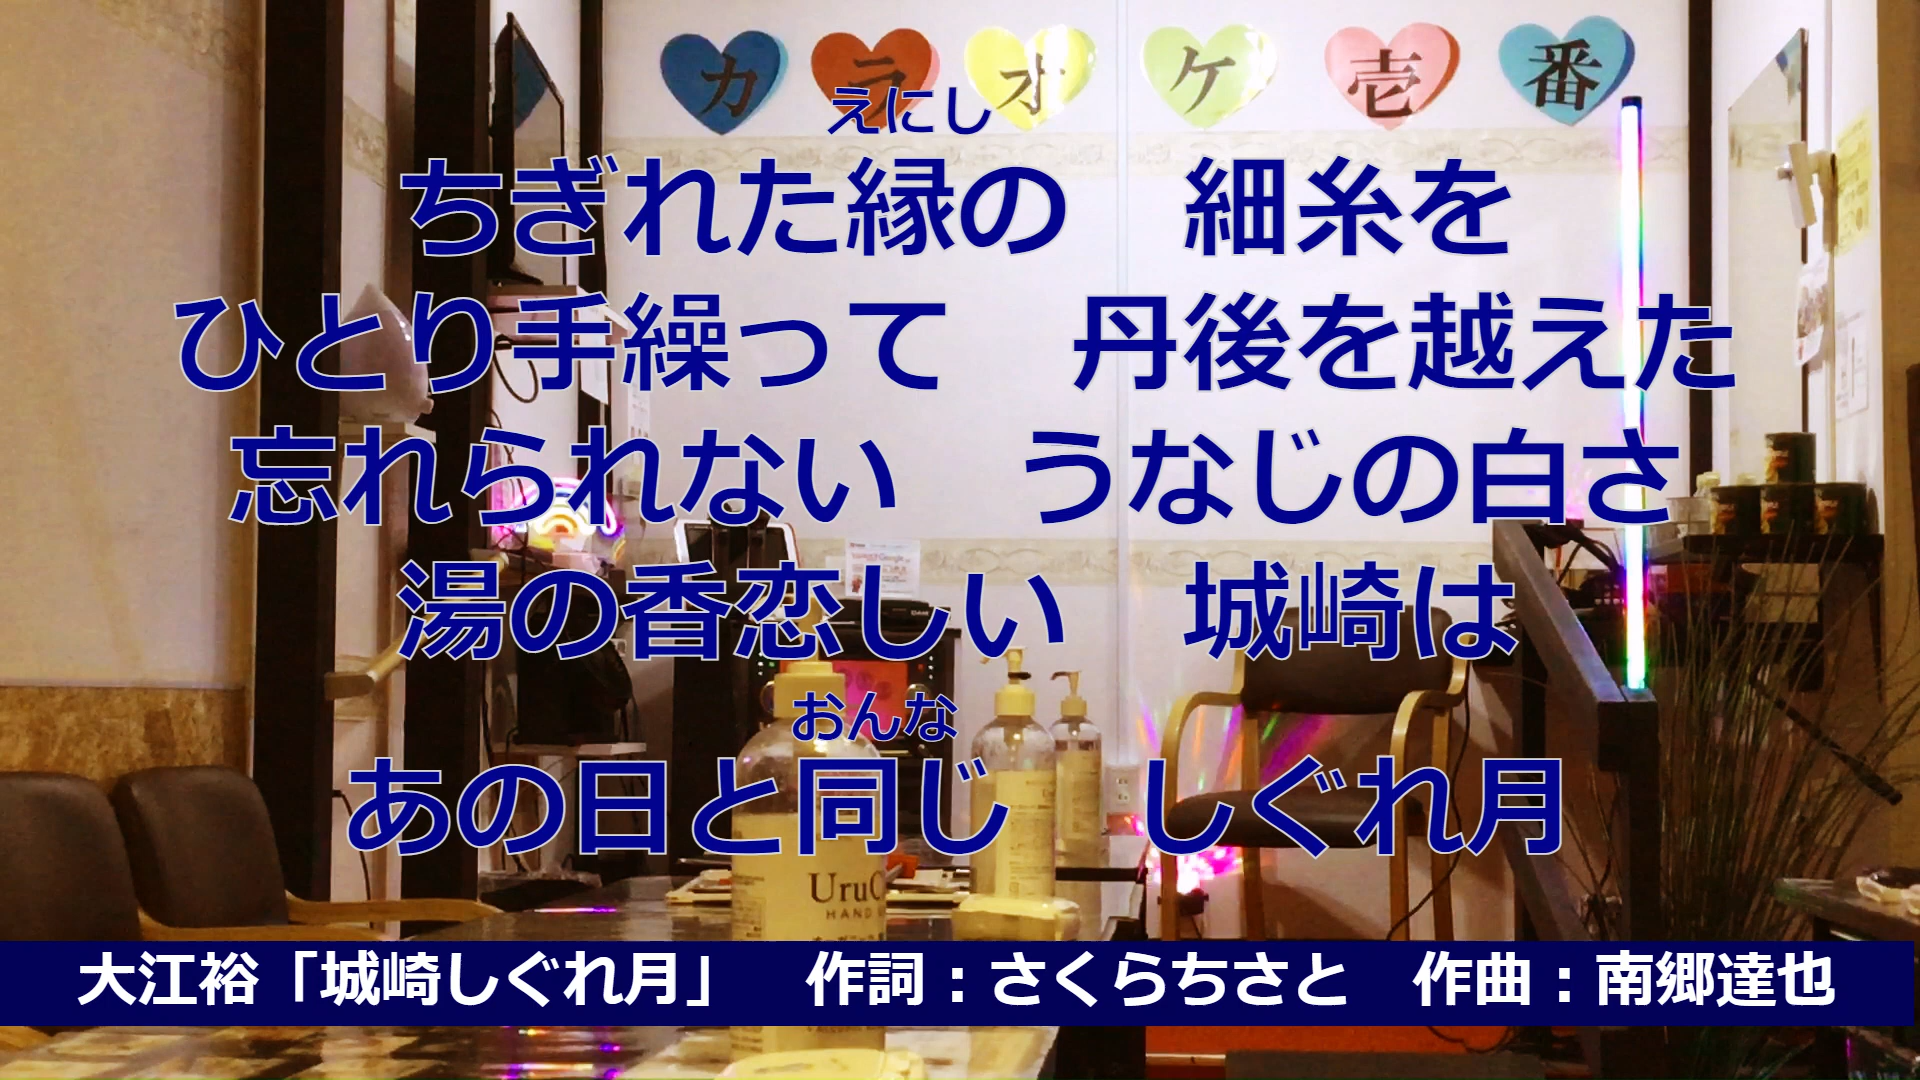 カラオケ壱番
えにし
ちぎれた縁の　細糸を
ひとり手繰って　丹後を越えた
忘れられない　うなじの白さ
湯の香恋しい　城崎は
おんな
あの日と同じ　しぐれ月
UruO
HAND
大江裕「城崎しぐれ月」　作詞：さくらちさと　作曲：南郷達也